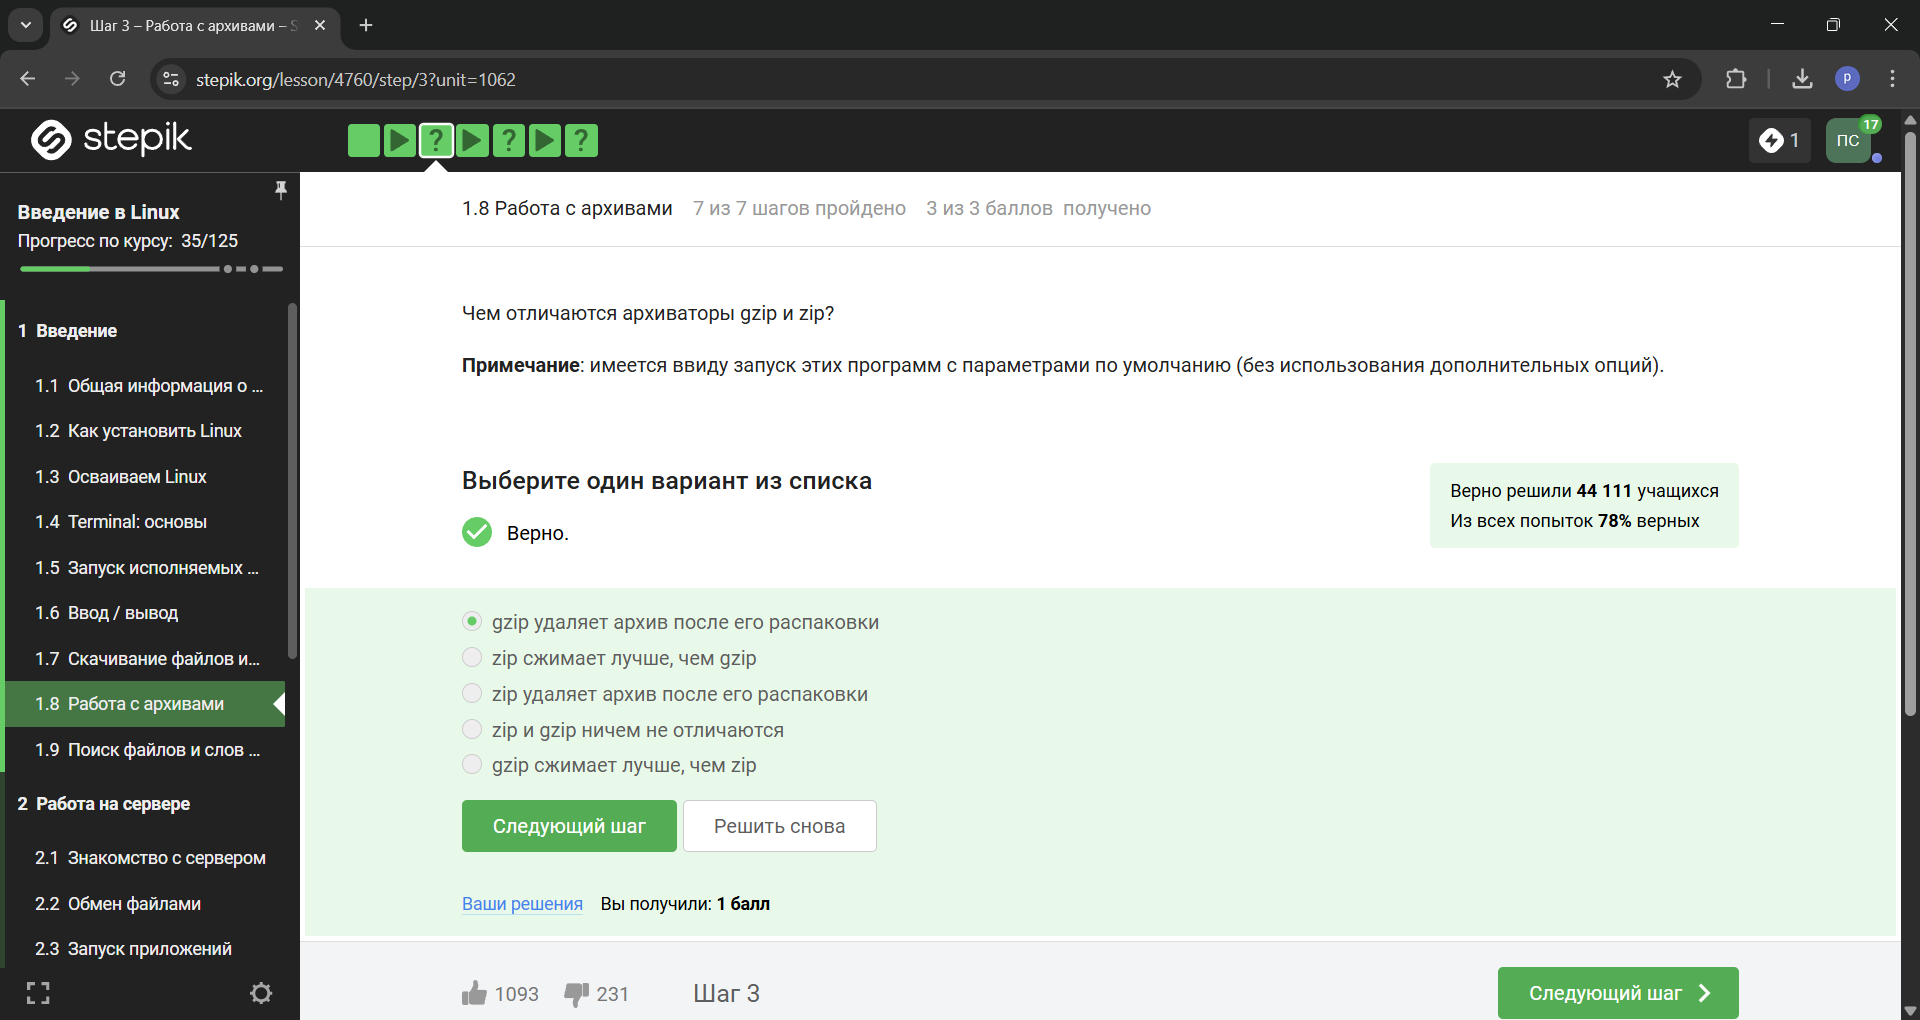 Шаг 3 – Работа с архивами – S
stepik.org/lesson/4760/step/3?unit=1062
P
stepik
? ? ?
1
ПС
17
Введение в Linux
Прогресс по курсу: 35/125
1 Введение
1.1 Общая информация о ...
1.2 Как установить Linux
1.3 Осваиваем Linux
1.4 Terminal: основы
1.5 Запуск исполняемых ...
1.6 Ввод / вывод
1.7 Скачивание файлов и...
1.8 Работа с архивами
1.9 Поиск файлов и слов ...
2 Работа на сервере
2.1 Знакомство с сервером
2.2 Обмен файлами
2.3 Запуск приложений
1.8 Работа с архивами 7 из 7 шагов пройдено 3 из 3 баллов получено
Чем отличаются архиваторы gzip и zip?
Примечание: имеется ввиду запуск этих программ с параметрами по умолчанию (без использования дополнительных опций).
Выберите один вариант из списка
Верно.
Верно решили 44 111 учащихся
Из всех попыток 78% верных
gzip удаляет архив после его распаковки
zip сжимает лучше, чем gzip
zip удаляет архив после его распаковки
zip и gzip ничем не отличаются
gzip сжимает лучше, чем zip
Следующий шаг Решить снова
Ваши решения Вы получили: 1 балл
1093 231 Шаг 3 Следующий шаг